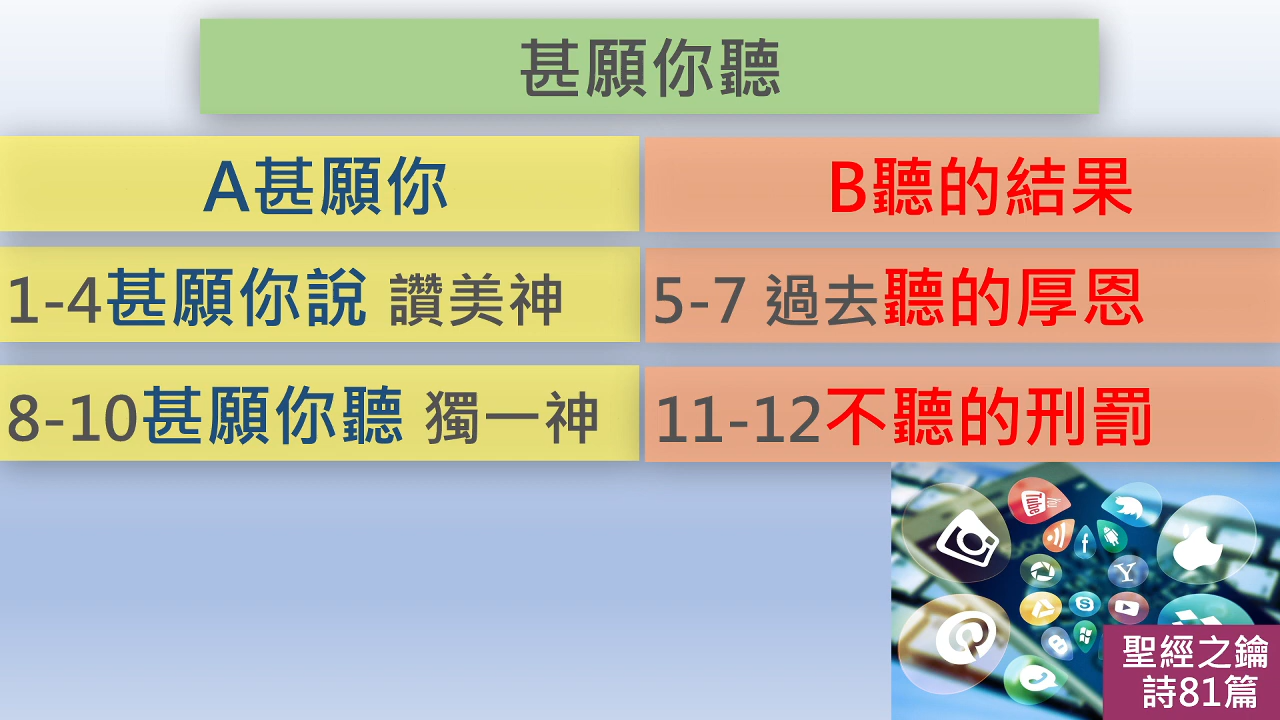 甚願你聽
A甚願你
B聽的結果
1-4甚願你說 讚美神
5-7 過去聽的厚恩
8-10甚願你聽 獨一神
11-12不聽的刑罰
Tube
f
Y
S
聖經之鑰
詩81篇